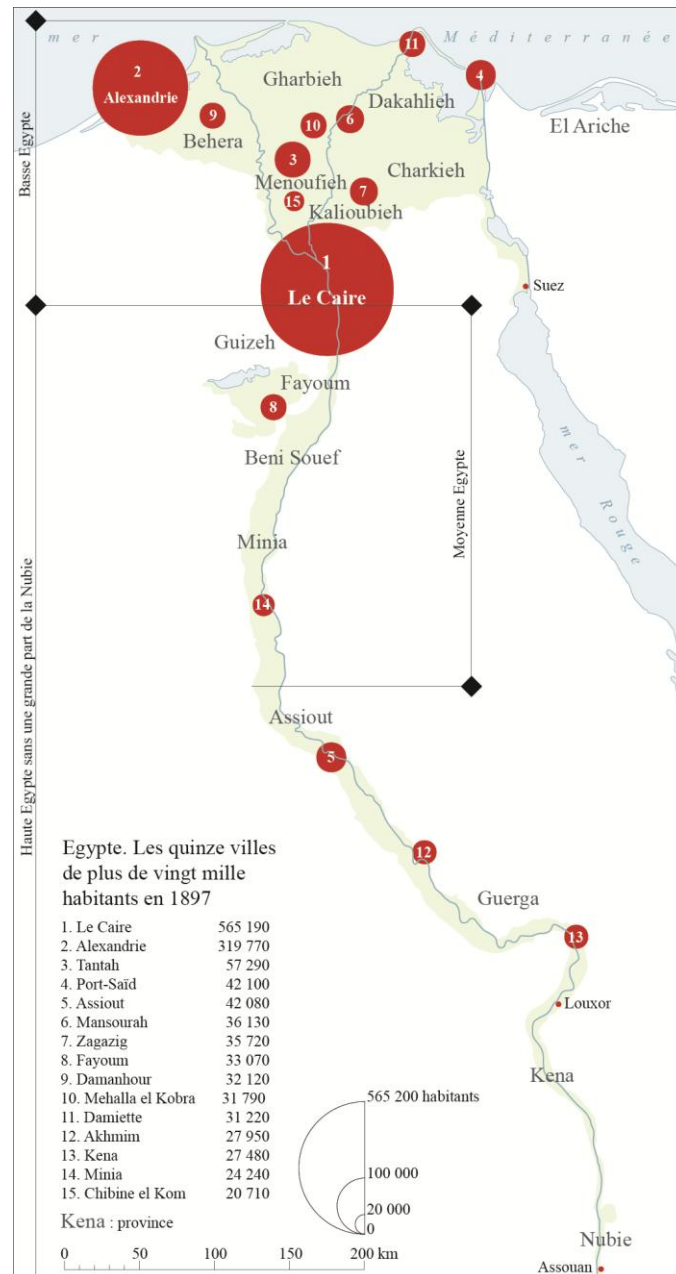 mer Méditerranée
11
2
Alexandrie
4
Gharbieh
Dakahlieh
9
10
6
El Ariche
Behera
3
Charkieh
Menoufieh
7
15
Kalioubieh
Basse Egypte
1
Le Caire
Suez
Guizeh
Fayoum
8
Beni Souef
mer Rouge
Moyenne Egypte
Minia
14
Haute Egypte sans une grande part de la Nubie
Assiout
5
12
Guerga
13
Louxor
Kena
Nubie
Assouan
Egypte. Les quinze villes
de plus de vingt mille
habitants en 1897
1. Le Caire 565 190
2. Alexandrie 319 770
3. Tantah 57 290
4. Port-Saïd 42 100
5. Assiout 42 080
6. Mansourah 36 130
7. Zagazig 35 720
8. Fayoum 33 070
9. Damanhour 32 120
10. Mehalla el Kobra 31 790
11. Damiette 31 220
12. Akhmim 27 950
13. Kena 27 480
14. Minia 24 240
15. Chibine el Kom 20 710
Kena : province
565 200 habitants
100 000
20 000
0
0 50 100 150 200 km